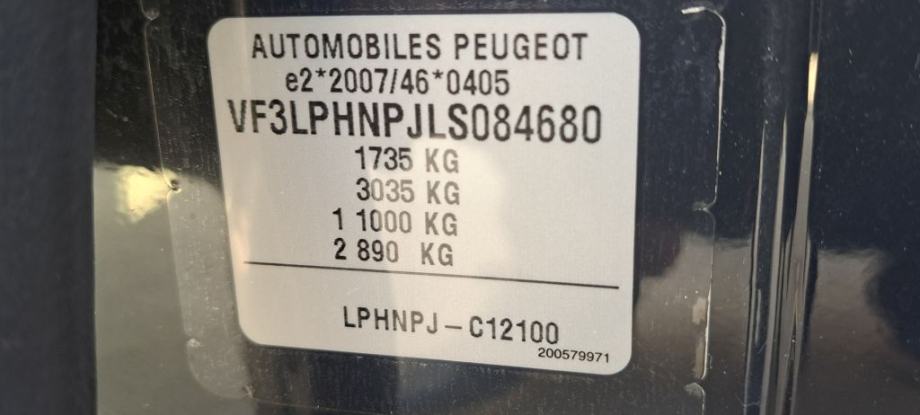 AUTOMOBILES PEUGEOT
e2*2007/46*0405
VF3LPHNPJLS084680
1735 KG
3035 KG
1 1000 KG
2 890 KG
LPHNPJ – C12100
200579971